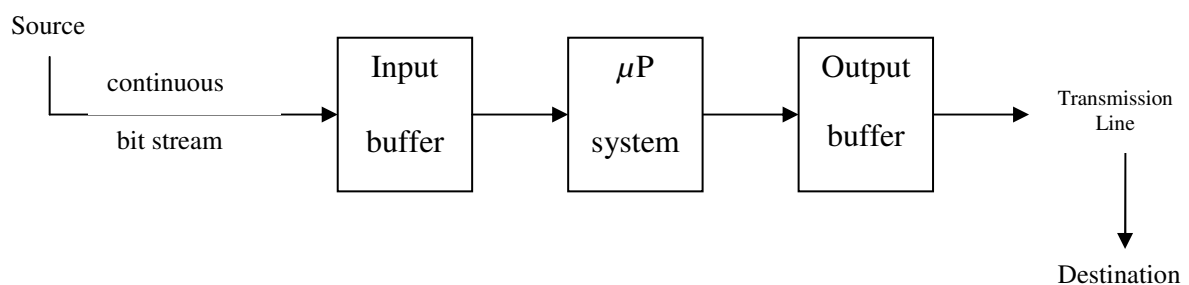 Source
continuous
bit stream
Input
buffer
µP
system
Output
buffer
Transmission
Line
Destination